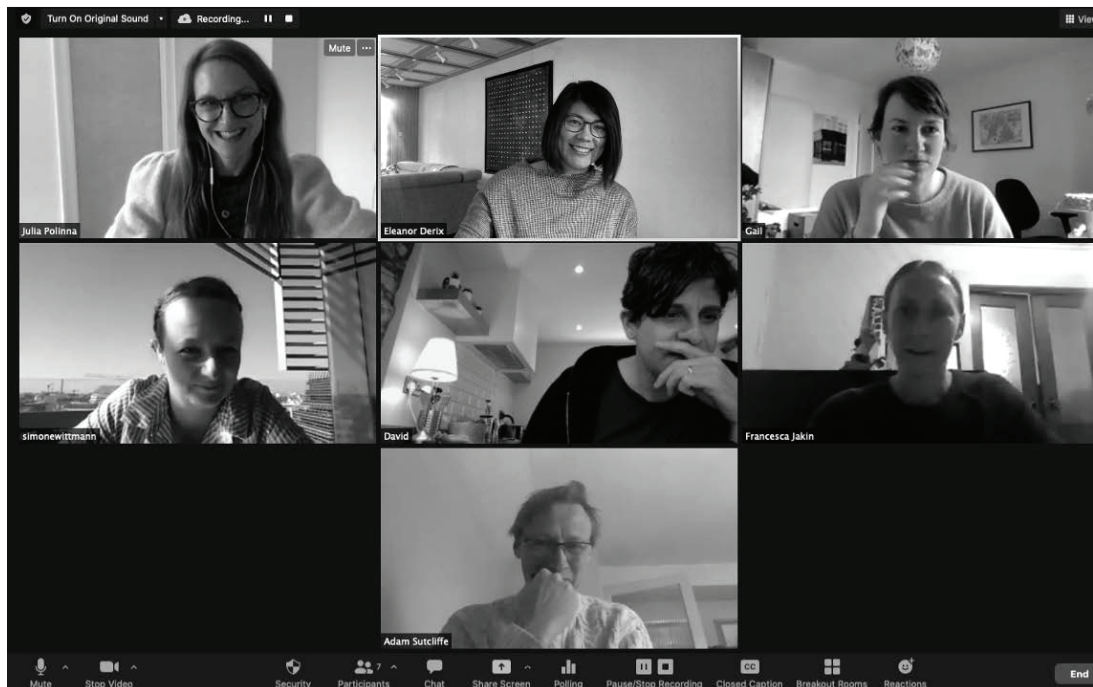 Turn On Original Sound
Recording...
View
Mute
Julia Polinna
Eleanor Derix
Gail
simonewittmann
David
Francesca Jakin
Adam Sutcliffe
Mute
Stop Video
Security
Participants
7
Chat
Share Screen
Polling
Pause/Stop Recording
CC
Closed Caption
Breakout Rooms
Reactions
End